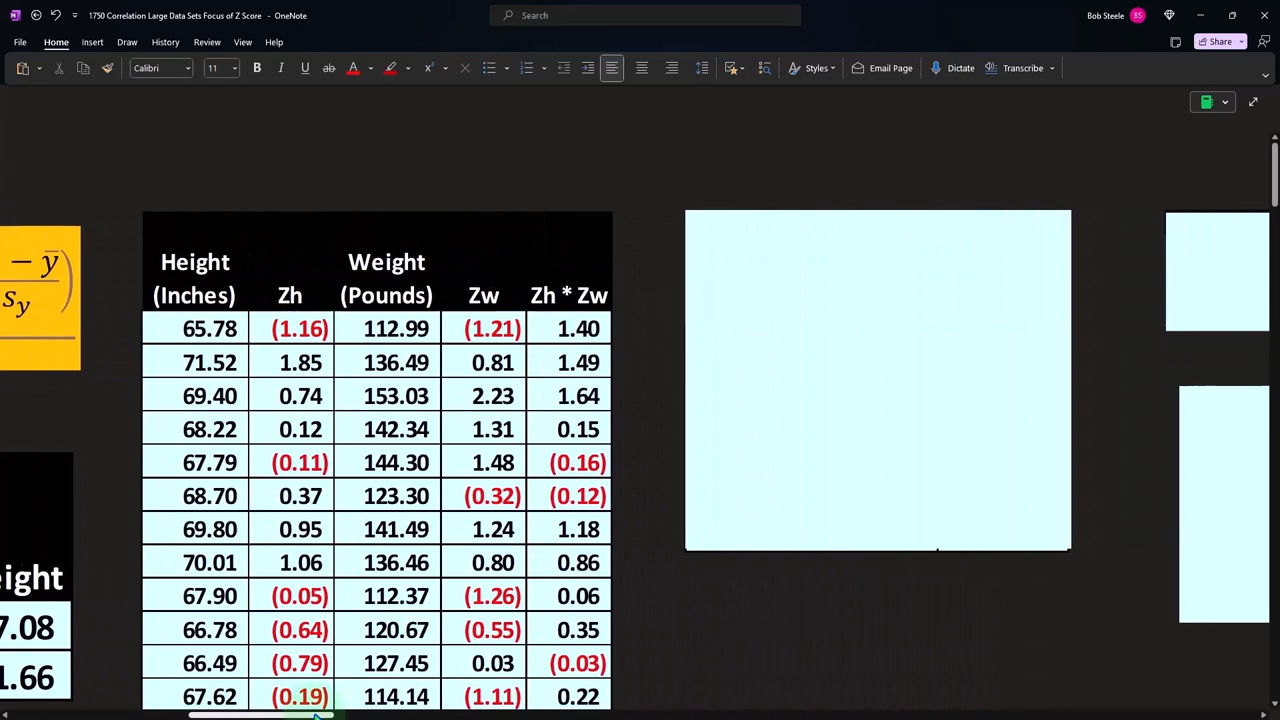 1750 Correlation Large Data Sets Focus of Z Score - OneNote
Search
Bob Steele
BS
File Home Insert Draw History Review View Help
Share
Calibri 11 B I U ab A x Styles Email Page Dictate Transcribe
− ȳ
s_y
Height (Inches) Zh Weight (Pounds) Zw Zh * Zw
65.78 (1.16) 112.99 (1.21) 1.40
71.52 1.85 136.49 0.81 1.49
69.40 0.74 153.03 2.23 1.64
68.22 0.12 142.34 1.31 0.15
67.79 (0.11) 144.30 1.48 (0.16)
68.70 0.37 123.30 (0.32) (0.12)
69.80 0.95 141.49 1.24 1.18
70.01 1.06 136.46 0.80 0.86
67.90 (0.05) 112.37 (1.26) 0.06
66.78 (0.64) 120.67 (0.55) 0.35
66.49 (0.79) 127.45 0.03 (0.03)
67.62 (0.19) 114.14 (1.11) 0.22
eight
7.08
1.66